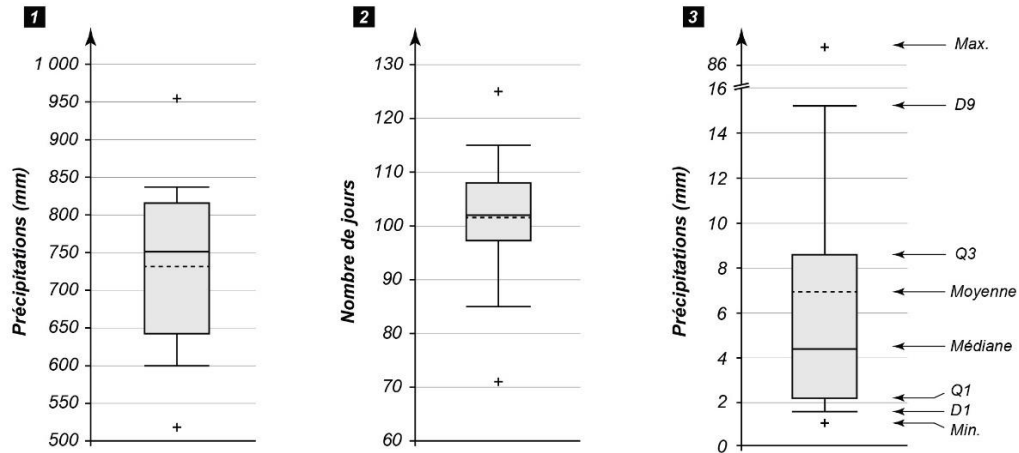 1
Précipitations (mm)
1 000
950
900
850
800
750
700
650
600
550
500
2
Nombre de jours
130
120
110
100
90
80
70
60
3
Précipitations (mm)
86
16
14
12
10
8
6
4
2
0
Max.
D9
Q3
Moyenne
Médiane
Q1
D1
Min.